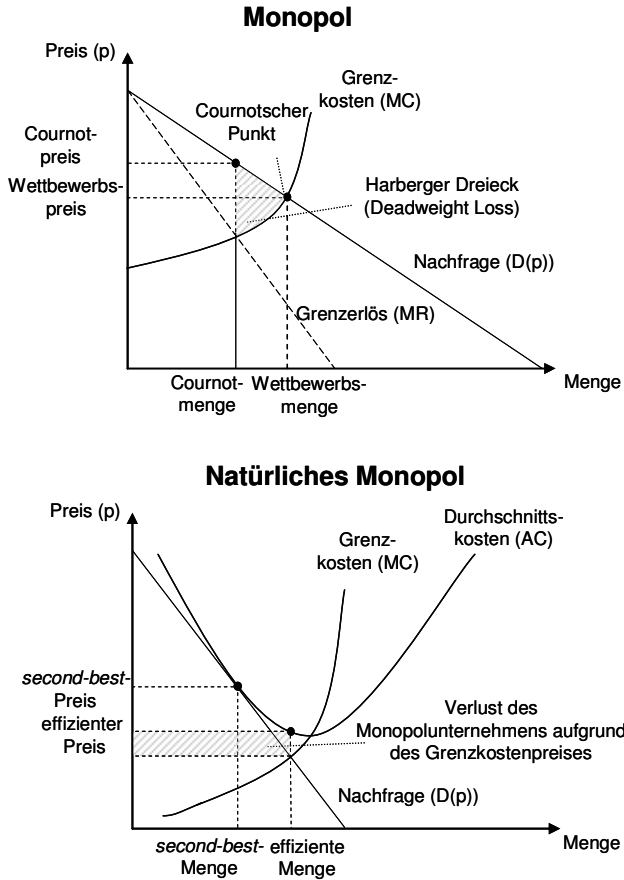 Monopol
Preis (p)
Grenz-
kosten (MC)
Cournotscher
Punkt
Cournot-
preis
Wettbewerbs-
preis
Harberger Dreieck
(Deadweight Loss)
Nachfrage (D(p))
Grenzerlös (MR)
Cournot-
menge
Wettbewerbs-
menge
Menge
Natürliches Monopol
Preis (p)
Grenz-
kosten (MC)
Durchschnitts-
kosten (AC)
second-best-
Preis
effizienter
Preis
Verlust des
Monopolunternehmens aufgrund
des Grenzkostenpreises
Nachfrage (D(p))
second-best-
Menge
effiziente
Menge
Menge